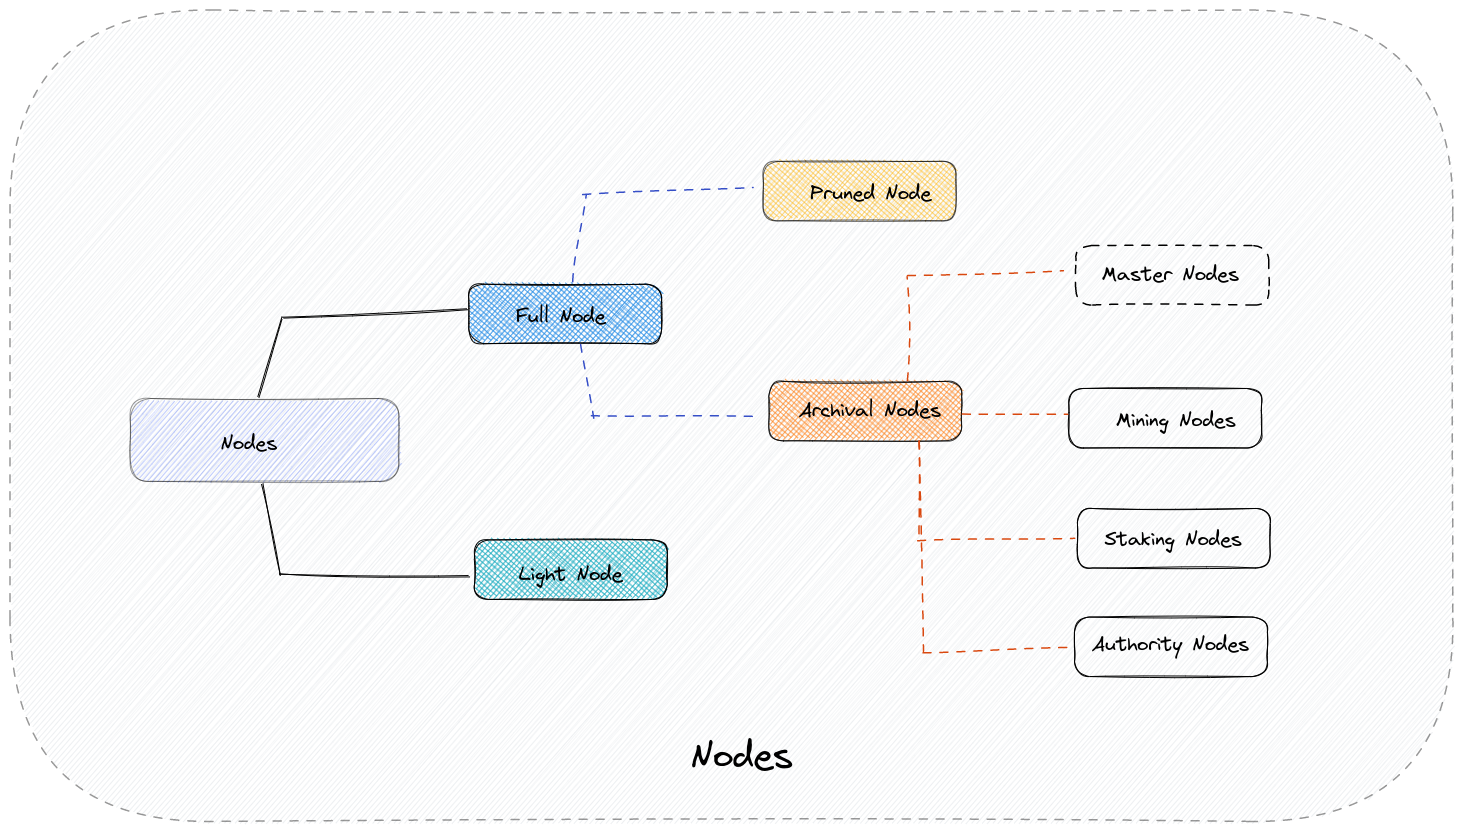 Pruned Node
Master Nodes
Full Node
Archival Nodes
Mining Nodes
Nodes
Staking Nodes
Light Node
Authority Nodes
Nodes